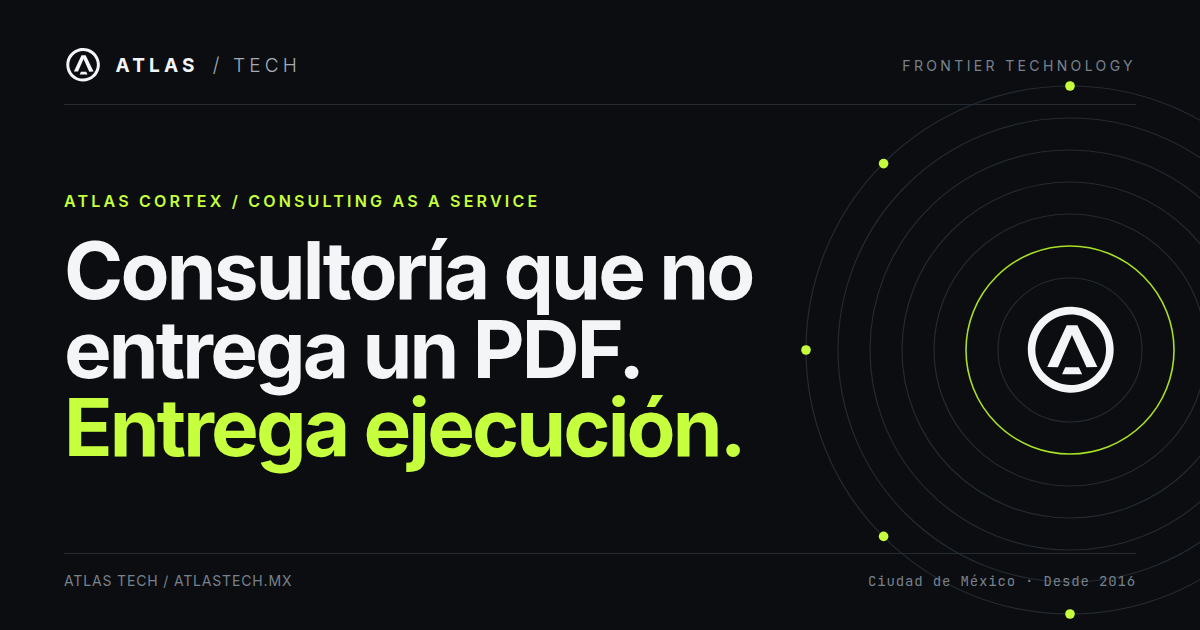 ATLAS / TECH
FRONTIER TECHNOLOGY
ATLAS CORTEX / CONSULTING AS A SERVICE
Consultoría que no
entrega un PDF.
Entrega ejecución.
ATLAS TECH / ATLASTECH.MX
Ciudad de México · Desde 2016